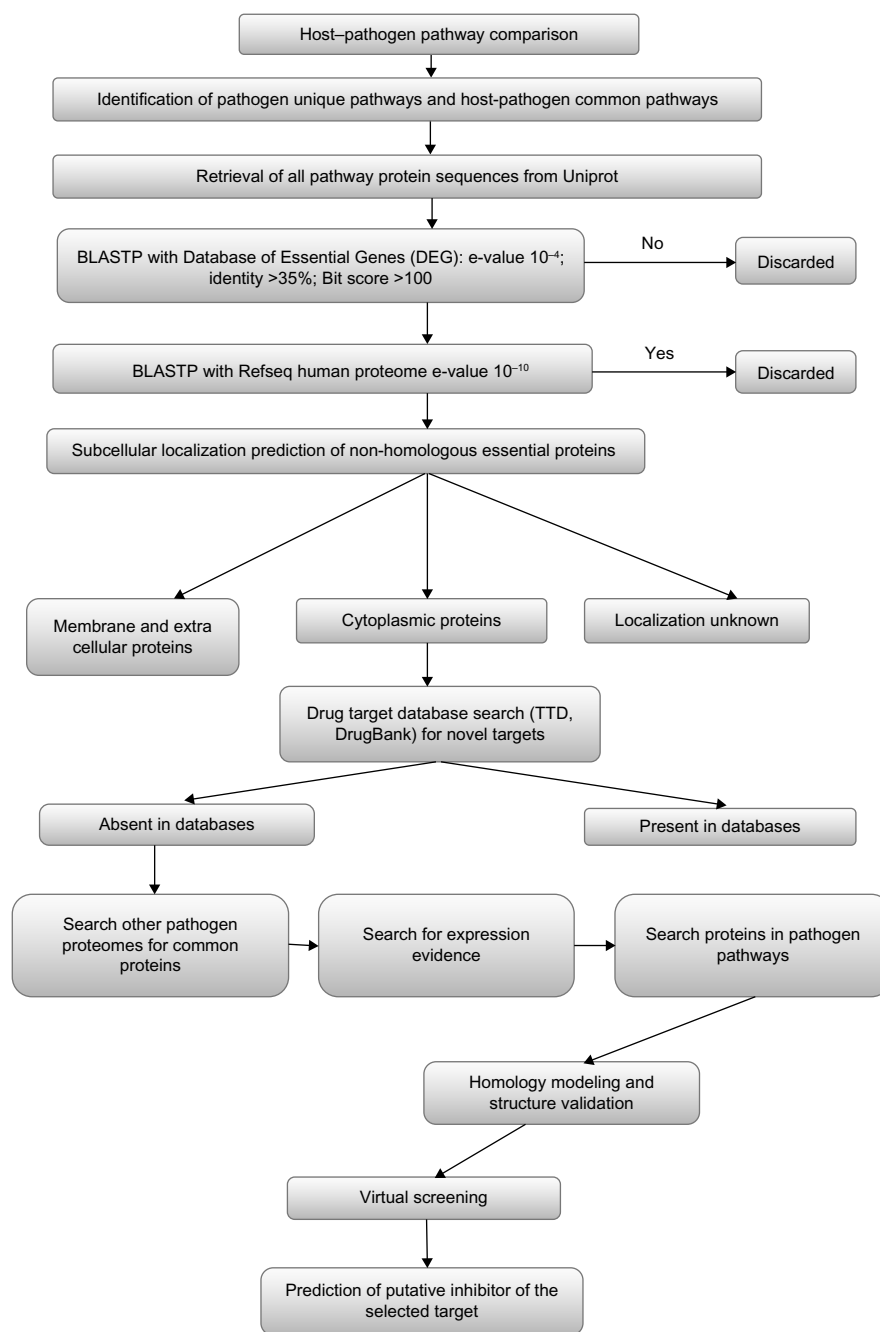 Host–pathogen pathway comparison
Identification of pathogen unique pathways and host-pathogen common pathways
Retrieval of all pathway protein sequences from Uniprot
BLASTP with Database of Essential Genes (DEG): e-value 10⁻⁴;
identity >35%; Bit score >100
No
Discarded
BLASTP with Refseq human proteome e-value 10⁻¹⁰
Yes
Discarded
Subcellular localization prediction of non-homologous essential proteins
Membrane and extra
cellular proteins
Cytoplasmic proteins
Localization unknown
Drug target database search (TTD,
DrugBank) for novel targets
Absent in databases
Present in databases
Search other pathogen
proteomes for common
proteins
Search for expression
evidence
Search proteins in pathogen
pathways
Homology modeling and
structure validation
Virtual screening
Prediction of putative inhibitor of the
selected target